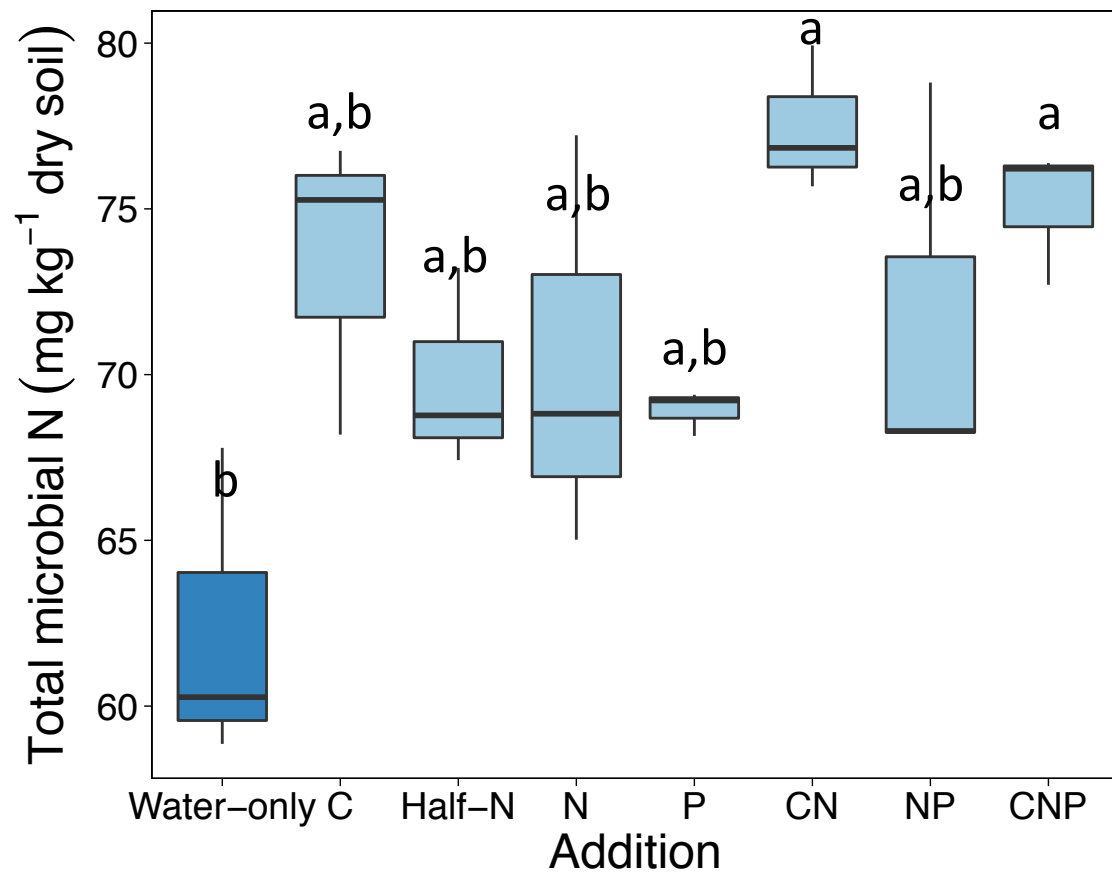 Total microbial N (mg kg⁻¹ dry soil)
80
75
70
65
60
b
a,b
a,b
a,b
a,b
a
a,b
a
Water-only C Half-N N P CN NP CNP
Addition